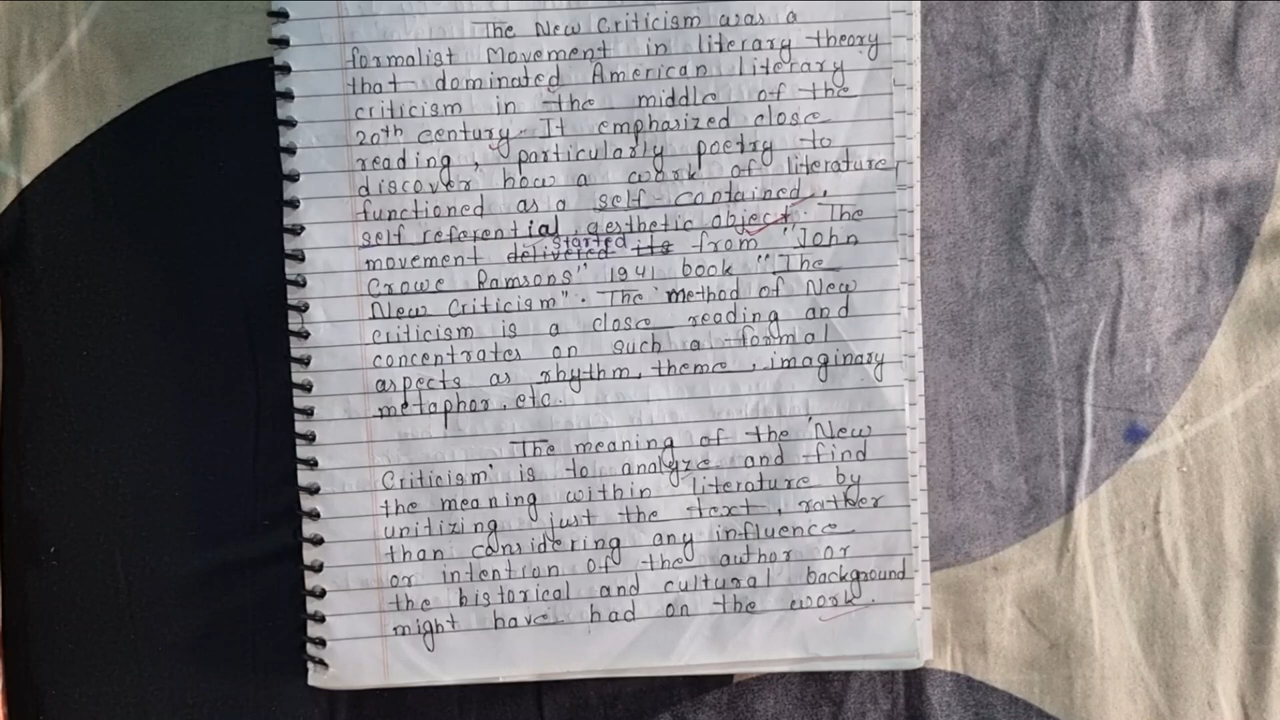 The New Criticism was a
formalist Movement in literary theory
that dominated American literary
criticism in the middle of the
20th century. It emphasized close
reading, particularly poetry to
discover how a work of literature
functioned as a self-contained,
self referential, aesthetic object. The
movement delivered started its from "John
Crowe Ramsons" 1941 book "The
New Criticism". The method of New
criticism is a close reading and
concentrates on such a formal
aspects as rhythm, theme, imaginary
metaphor, etc.
The meaning of the 'New
Criticism' is to analyze and find
the meaning within literature by
unitizing just the text, rather
than considering any influence
or intention of the author or
the historical and cultural background
might have had on the work.